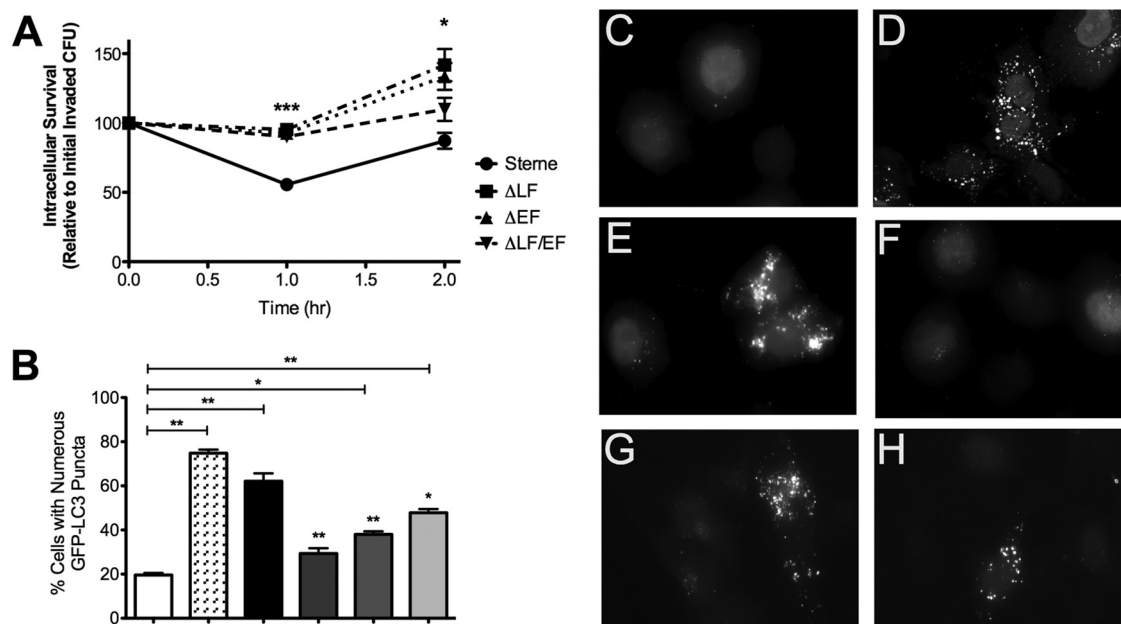 A
Intracellular Survival
(Relative to Initial Invaded CFU)
150
100
50
0
0.0
0.5
1.0
1.5
2.0
Time (hr)
***
*
Sterne
ΔLF
ΔEF
ΔLF/EF
B
% Cells with Numerous
GFP-LC3 Puncta
100
80
60
40
20
0
**
*
**
**
**
**
*
C
D
E
F
G
H